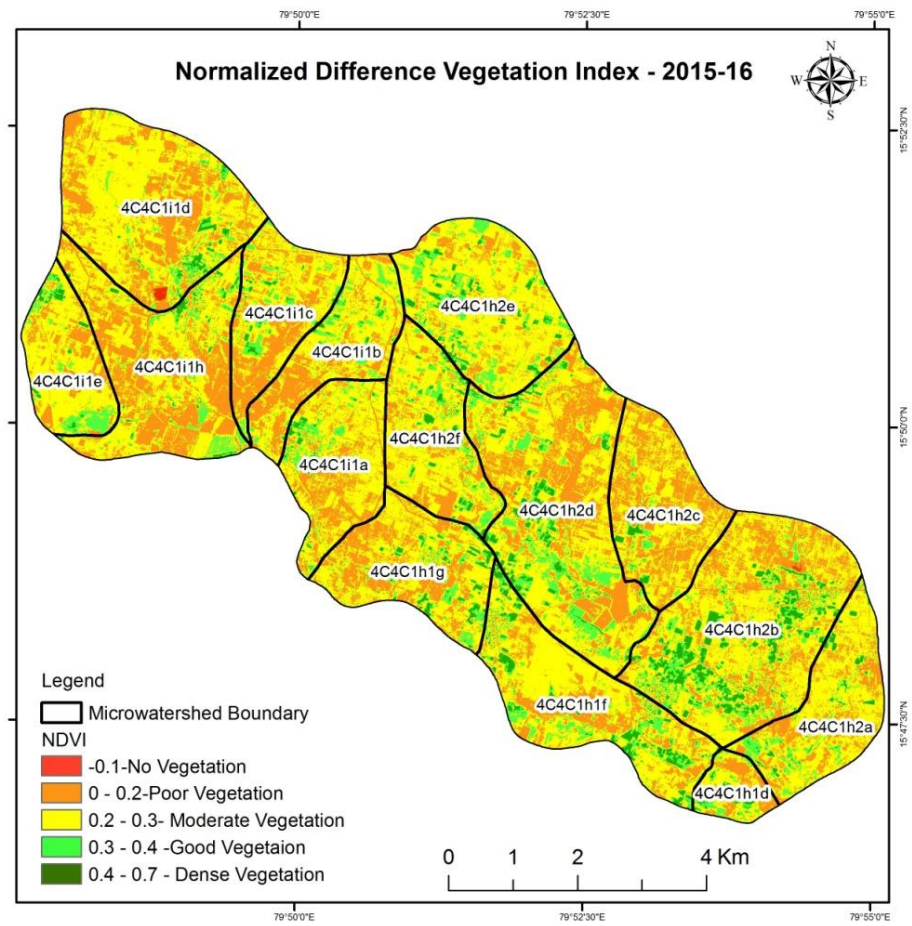 79°50'0"E
79°52'30"E
79°55'0"E
Normalized Difference Vegetation Index - 2015-16
N
W
E
S
15°52'30"N
4C4C1i1d
4C4C1h2e
4C4C1i1c
4C4C1i1b
4C4C1i1h
4C4C1i1e
15°50'0"N
4C4C1h2f
4C4C1i1a
4C4C1h2d
4C4C1h2c
4C4C1h1g
4C4C1h2b
4C4C1h1f
4C4C1h2a
15°47'30"N
4C4C1h1d
Legend
Microwatershed Boundary
NDVI
-0.1-No Vegetation
0 - 0.2-Poor Vegetation
0.2 - 0.3- Moderate Vegetation
0.3 - 0.4 -Good Vegetaion
0.4 - 0.7 - Dense Vegetation
0 1 2 4 Km
79°50'0"E
79°52'30"E
79°55'0"E